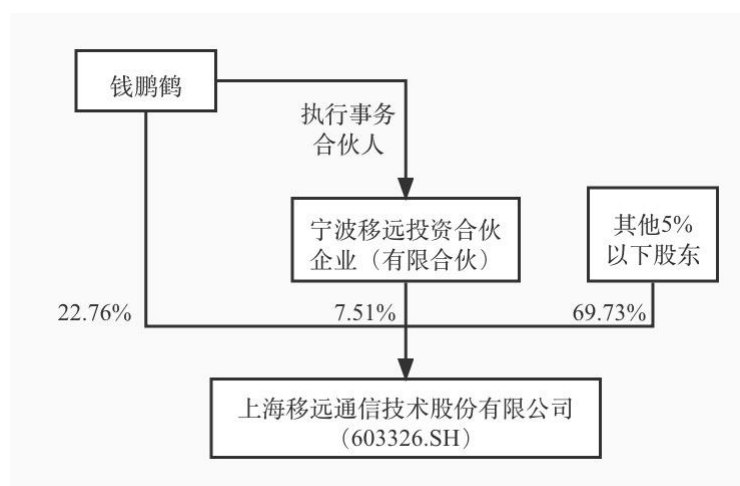 钱鹏鹤
执行事务
合伙人
宁波移远投资合伙
企业（有限合伙）
其他5%
以下股东
22.76%
7.51%
69.73%
上海移远通信技术股份有限公司
（603326.SH）